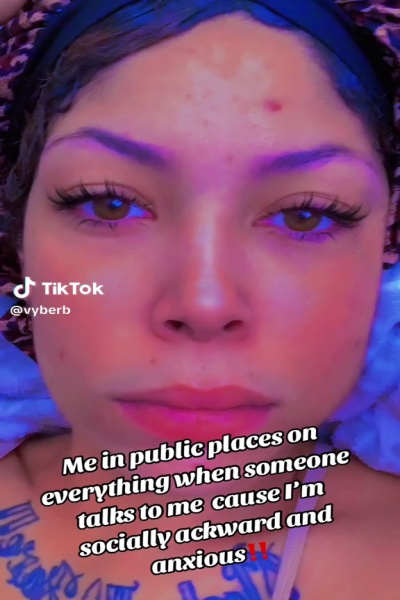 TikTok
@vyberb
Me in public places on
everything when someone
talks to me cause I'm
socially ackward and
anxious‼️